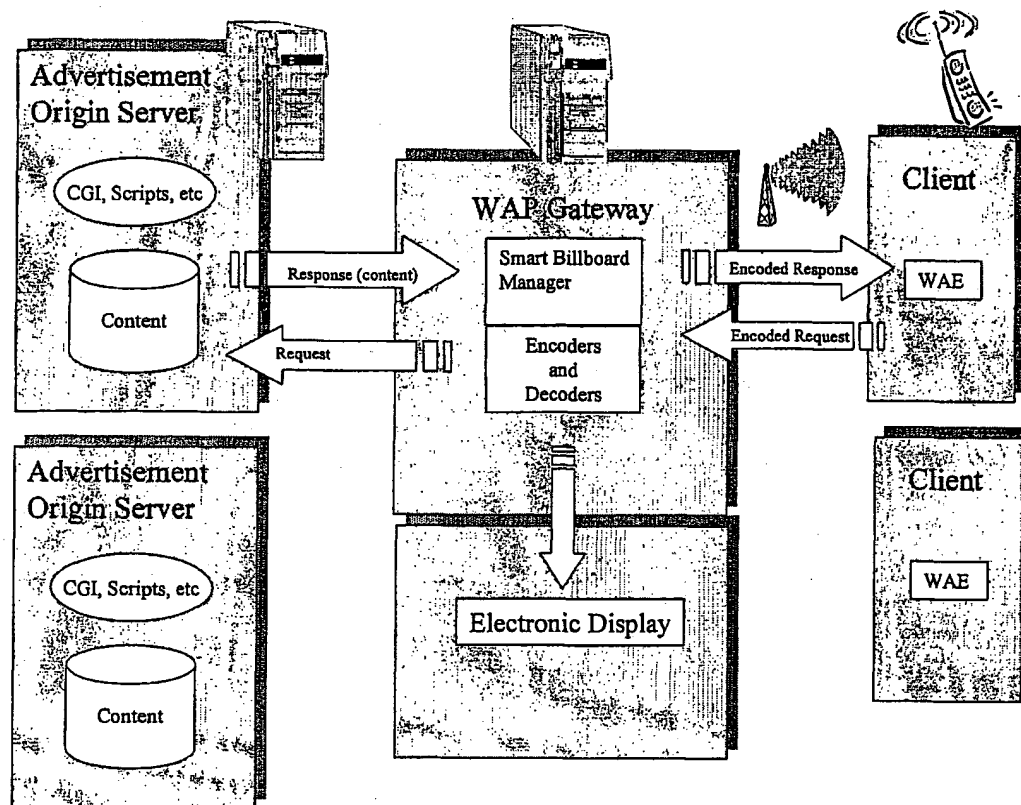 Advertisement
Origin Server
CGI, Scripts, etc
Content
Response (content)
Request
WAP Gateway
Smart Billboard
Manager
Encoders
and
Decoders
Encoded Response
Encoded Request
Client
WAE
Advertisement
Origin Server
CGI, Scripts, etc
Content
Electronic Display
Client
WAE